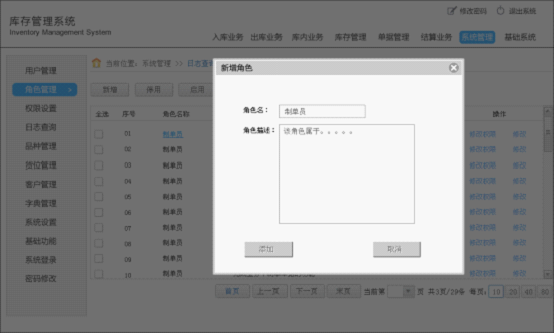 修改密码 退出系统
库存管理系统
Inventory Management System
入库业务 出库业务 库内业务 库存管理 单据管理 结算业务 系统管理 基础系统
当前位置：系统管理 >> 日志查
新增角色
用户管理
角色管理
权限设置
日志查询
品种管理
货位管理
客户管理
字典管理
系统设置
基础功能
系统登录
密码修改
新增 停用 启用
全选 序号 角色名称 操作
01 制单员 修改权限 修改
02 制单员 修改权限 修改
03 制单员 修改权限 修改
04 制单员 修改权限 修改
05 制单员 修改权限 修改
06 制单员 修改权限 修改
07 制单员 修改权限 修改
08 制单员 修改权限 修改
09 制单员 修改权限 修改
10 制单员 修改权限 修改
角色名： 制单员
角色描述： 该角色属于。。。。。
添加 取消
首页 上一页 下一页 末页 当前第 页 共3页/29条 每页： 10 20 40 80